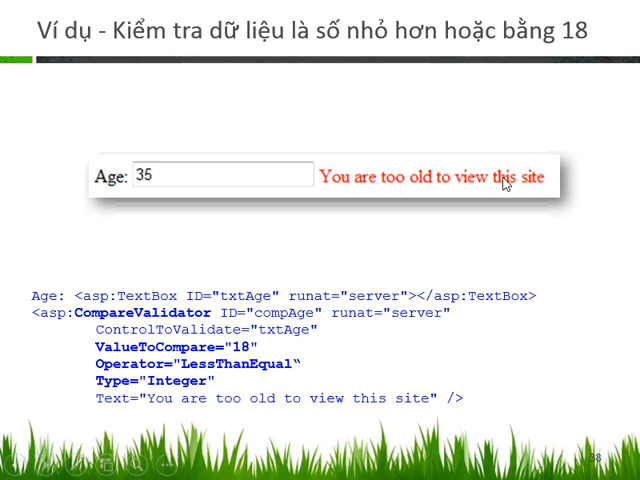 Ví dụ - Kiểm tra dữ liệu là số nhỏ hơn hoặc bằng 18
Age: 35 You are too old to view this site
Age: <asp:TextBox ID="txtAge" runat="server"></asp:TextBox>
<asp:CompareValidator ID="compAge" runat="server"
ControlToValidate="txtAge"
ValueToCompare="18"
Operator="LessThanEqual“
Type="Integer"
Text="You are too old to view this site" />
38